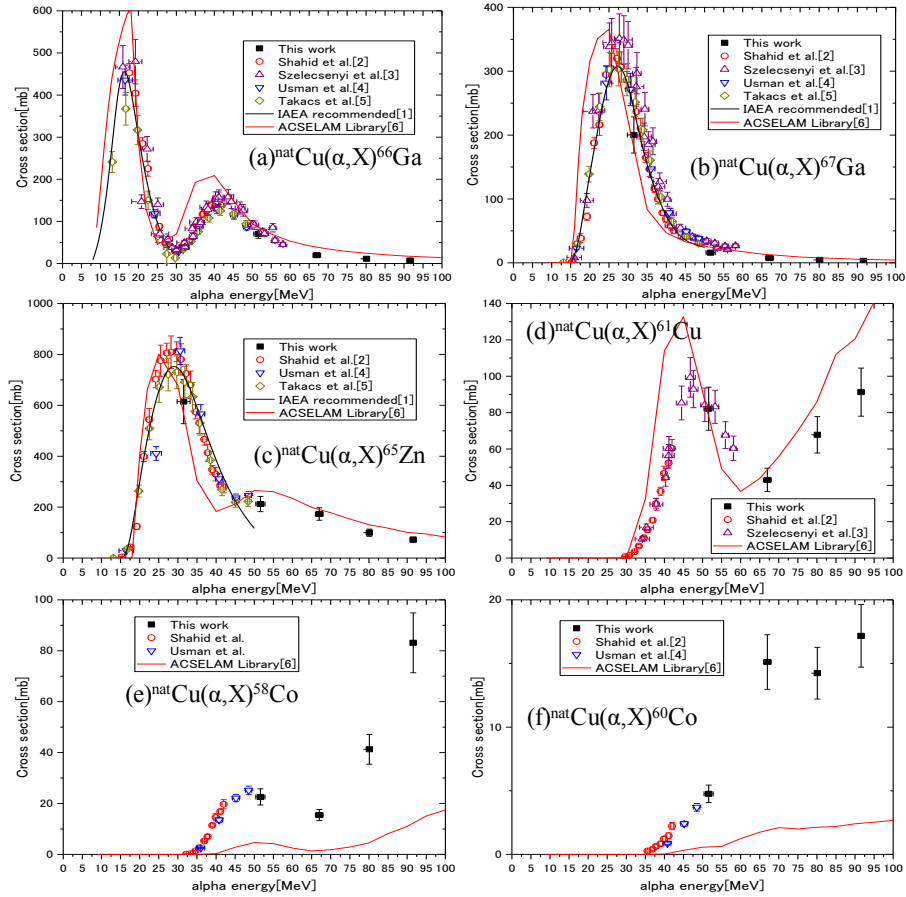 This work
Shahid et al.[2]
Szelecsenyi et al.[3]
Usman et al.[4]
Takacs et al.[5]
IAEA recommended[1]
ACSELAM Library[6]
(a)natCu(α,X)66Ga
Cross section[mb]
0 100 200 300 400 500 600
0 5 10 15 20 25 30 35 40 45 50 55 60 65 70 75 80 85 90 95 100
alpha energy[MeV]
This work
Shahid et al.[2]
Szelecsenyi et al.[3]
Usman et al.[4]
Takacs et al.[5]
IAEA recommended[1]
ACSELAM Library[6]
(b)natCu(α,X)67Ga
Cross section[mb]
0 100 200 300 400
0 5 10 15 20 25 30 35 40 45 50 55 60 65 70 75 80 85 90 95 100
alpha energy[MeV]
This work
Shahid et al.[2]
Usman et al.[4]
Takacs et al.[5]
IAEA recommended[1]
ACSELAM Library[6]
(c)natCu(α,X)65Zn
Cross section[mb]
0 200 400 600 800 1000
0 5 10 15 20 25 30 35 40 45 50 55 60 65 70 75 80 85 90 95 100
alpha energy[MeV]
(d)natCu(α,X)61Cu
This work
Shahid et al.[2]
Szelecsenyi et al.[3]
ACSELAM Library[6]
Cross section[mb]
0 20 40 60 80 100 120 140
0 5 10 15 20 25 30 35 40 45 50 55 60 65 70 75 80 85 90 95 100
alpha energy[MeV]
This work
Shahid et al.
Usman et al.
ACSELAM Library[6]
(e)natCu(α,X)58Co
Cross section[mb]
0 20 40 60 80 100
0 5 10 15 20 25 30 35 40 45 50 55 60 65 70 75 80 85 90 95 100
alpha energy[MeV]
This work
Shahid et al.[2]
Usman et al.[4]
ACSELAM Library[6]
(f)natCu(α,X)60Co
Cross section[mb]
0 10 20
0 5 10 15 20 25 30 35 40 45 50 55 60 65 70 75 80 85 90 95 100
alpha energy[MeV]